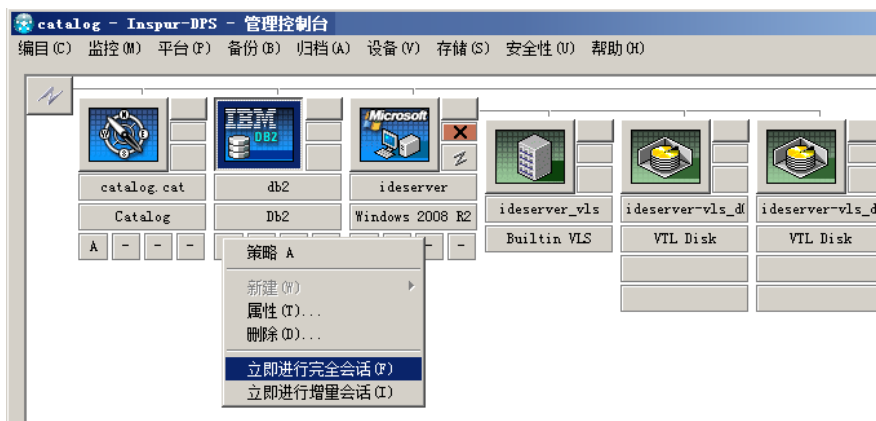 catalog - Inspur-DPS - 管理控制台
编目(C) 监控(M) 平台(P) 备份(B) 归档(A) 设备(V) 存储(S) 安全性(U) 帮助(H)
IBM
DB2
Microsoft
catalog.cat db2 ideserver ideserver_vls ideserver-vls_d( ideserver-vls_d
Catalog Db2 Windows 2008 R2 Builtin VLS VTL Disk VTL Disk
A - - - - -
策略 A
新建(W)
属性(T)...
删除(D)...
立即进行完全会话(F)
立即进行增量会话(I)